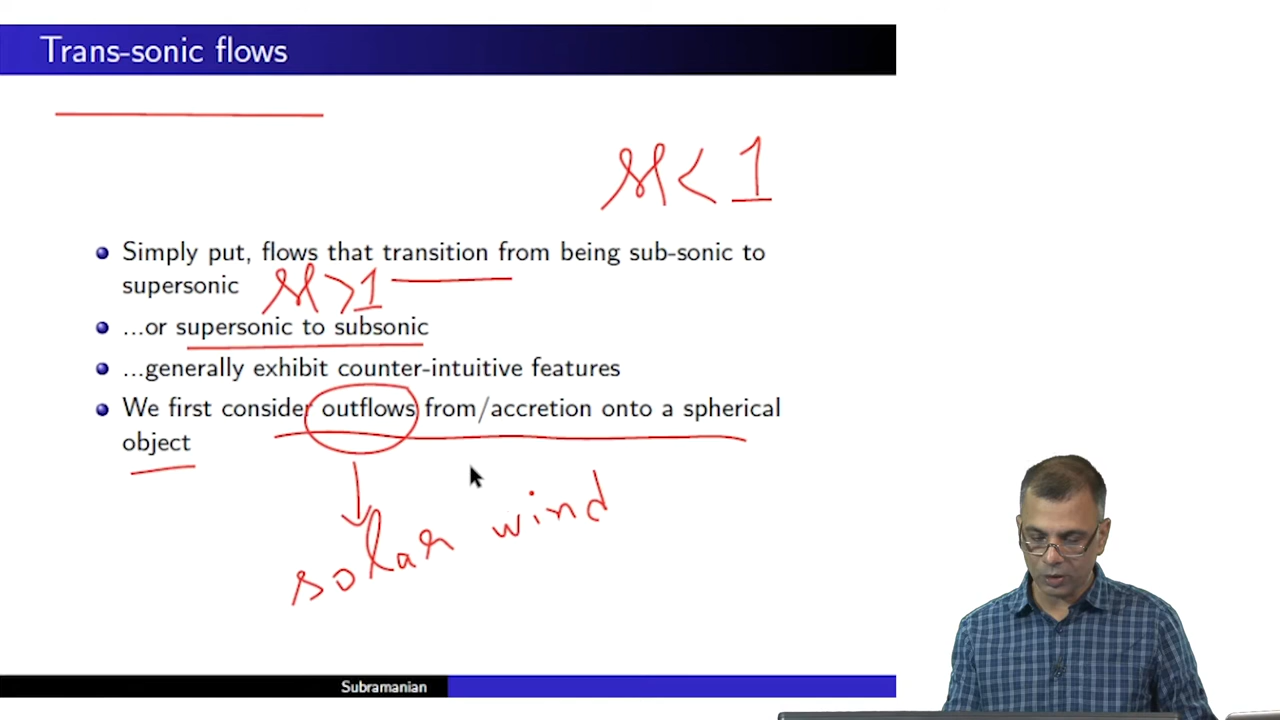 Trans-sonic flows
M < 1
Simply put, flows that transition from being sub-sonic to
supersonic M > 1
...or supersonic to subsonic
...generally exhibit counter-intuitive features
We first consider outflows from/accretion onto a spherical
object
solar wind
Subramanian